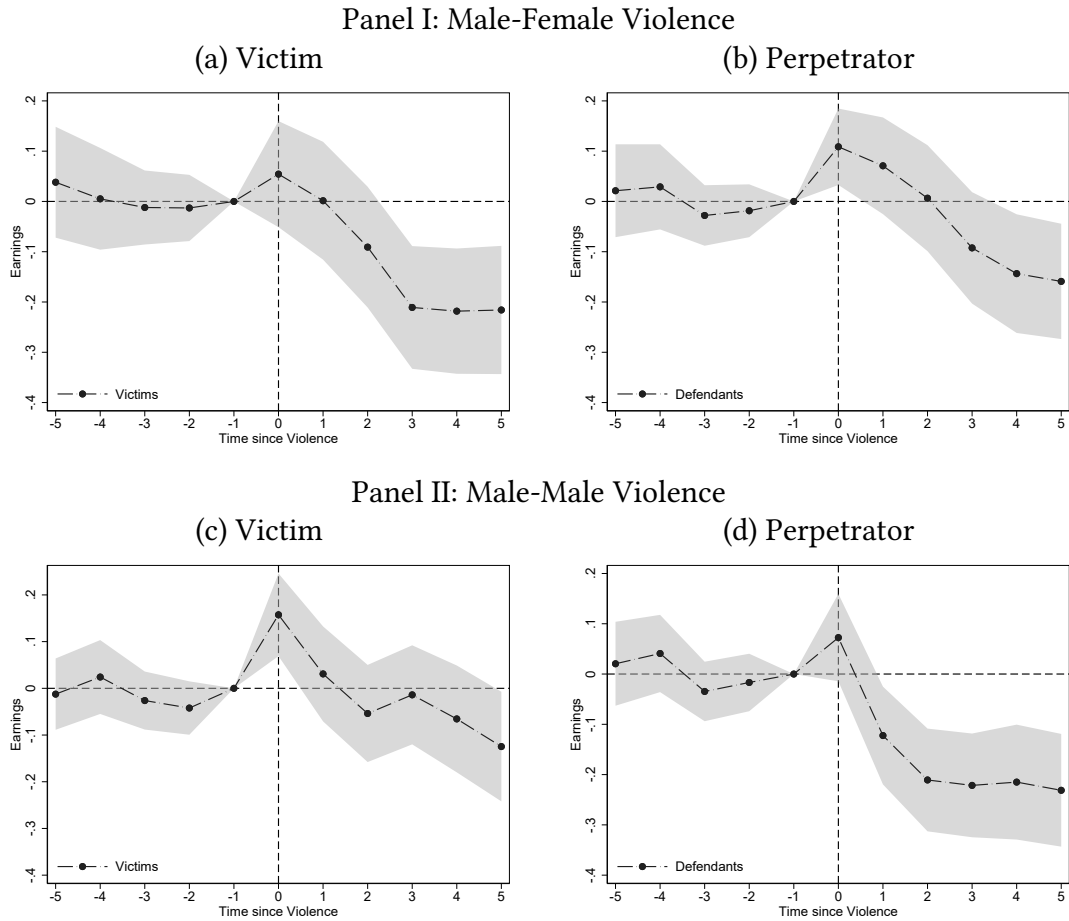 Panel I: Male-Female Violence
(a) Victim
(b) Perpetrator
Earnings
.2
.1
0
-.1
-.2
-.3
-.4
Victims
-5 -4 -3 -2 -1 0 1 2 3 4 5
Time since Violence
Earnings
.2
.1
0
-.1
-.2
-.3
-.4
Defendants
-5 -4 -3 -2 -1 0 1 2 3 4 5
Time since Violence
Panel II: Male-Male Violence
(c) Victim
(d) Perpetrator
Earnings
.2
.1
0
-.1
-.2
-.3
-.4
Victims
-5 -4 -3 -2 -1 0 1 2 3 4 5
Time since Violence
Earnings
.2
.1
0
-.1
-.2
-.3
-.4
Defendants
-5 -4 -3 -2 -1 0 1 2 3 4 5
Time since Violence